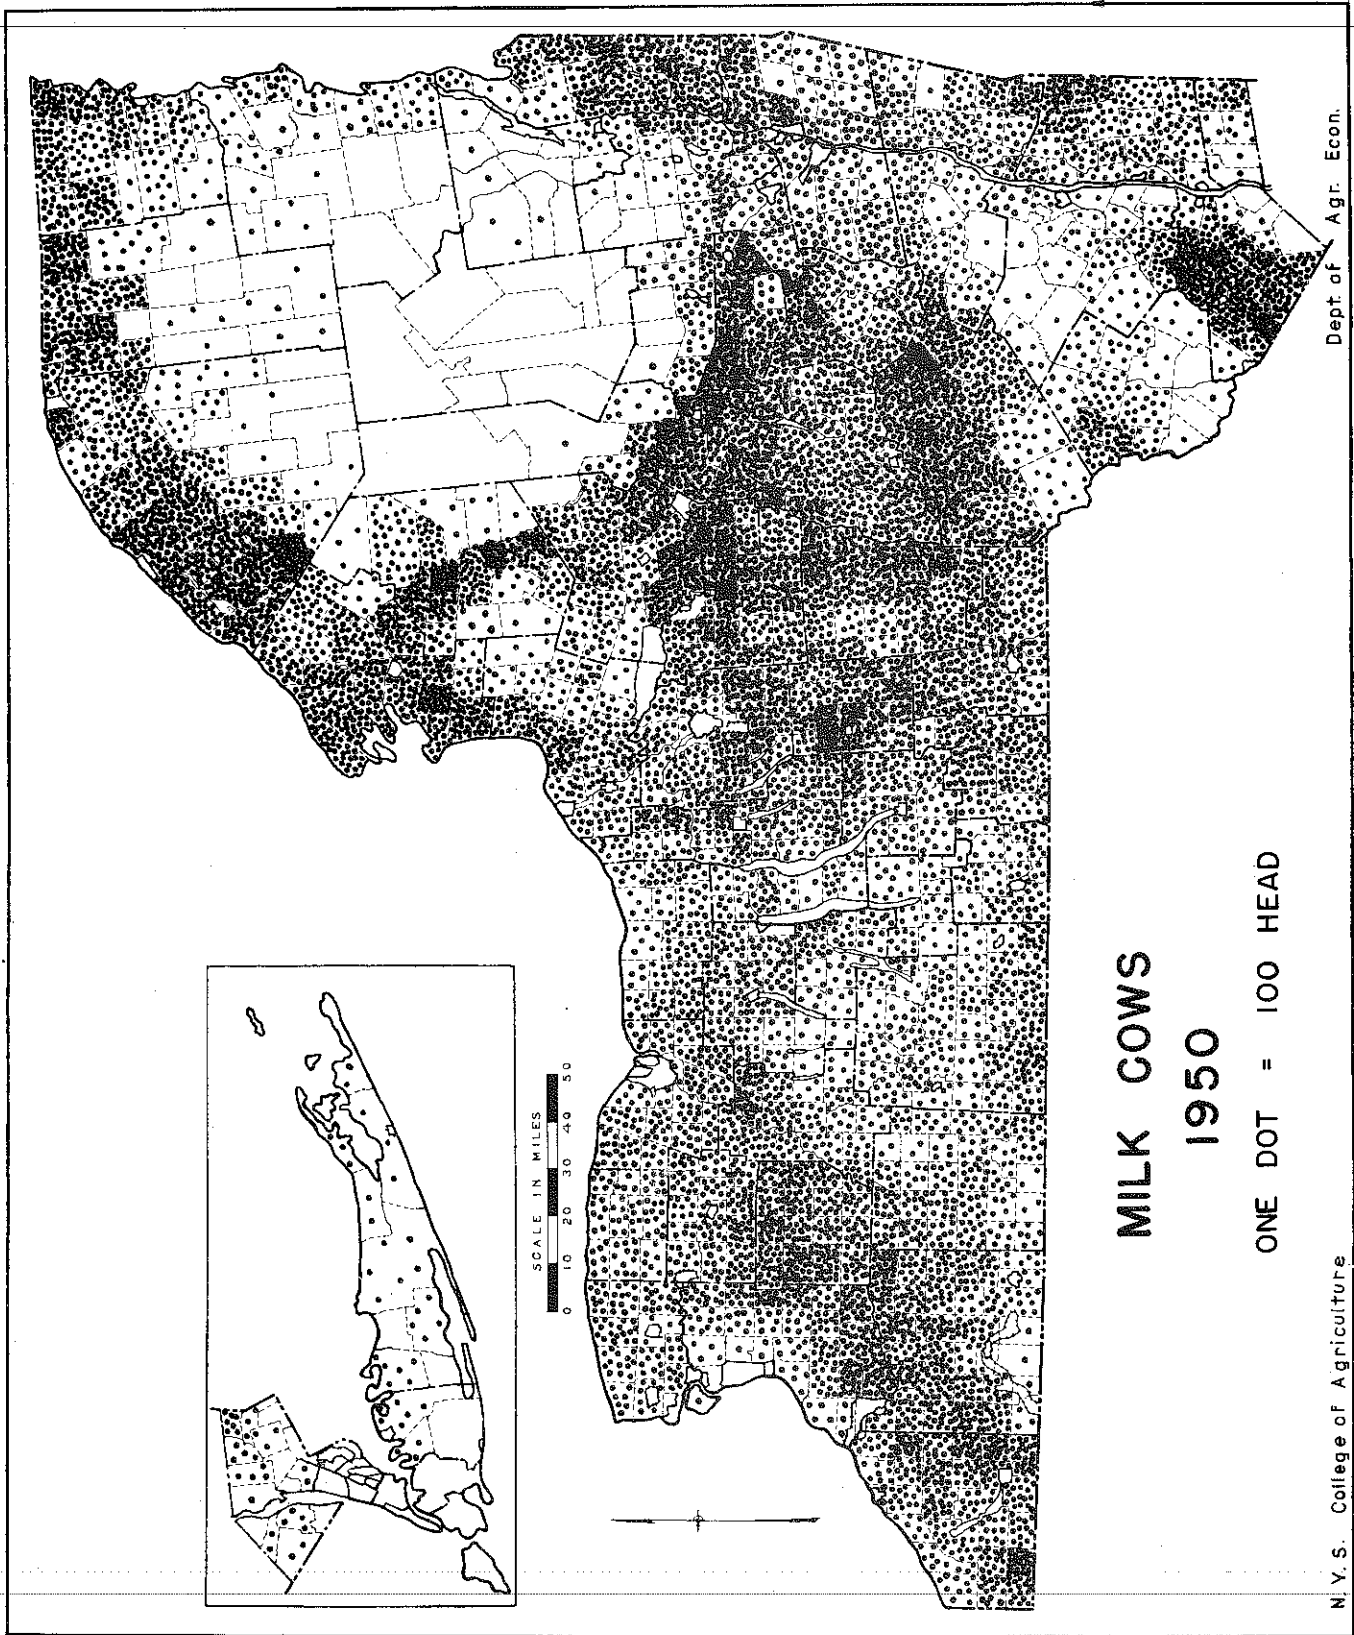 SCALE IN MILES
0 10 20 30 40 50
MILK COWS
1950
ONE DOT = 100 HEAD
N.Y.S. College of Agriculture
Dept. of Agr. Econ.